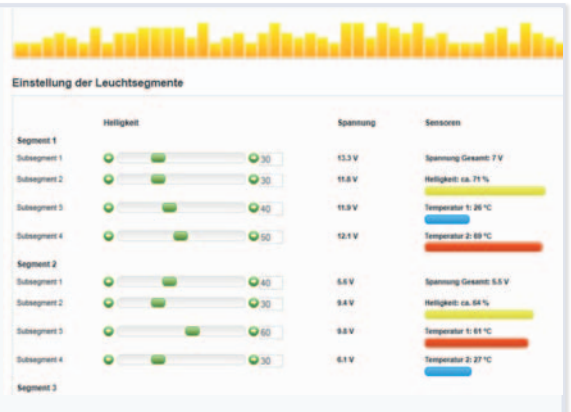 Einstellung der Leuchtsegmente
Helligkeit Spannung Sensoren
Segment 1
Subsegment 1 30 13.3 V Spannung Gesamt: 7 V
Subsegment 2 30 11.8 V Helligkeit: ca. 71 %
Subsegment 3 40 11.9 V Temperatur 1: 26 °C
Subsegment 4 50 12.1 V Temperatur 2: 69 °C
Segment 2
Subsegment 1 40 5.6 V Spannung Gesamt: 5.5 V
Subsegment 2 30 9.4 V Helligkeit: ca. 64 %
Subsegment 3 60 9.8 V Temperatur 1: 61 °C
Subsegment 4 30 6.1 V Temperatur 2: 27 °C
Segment 3